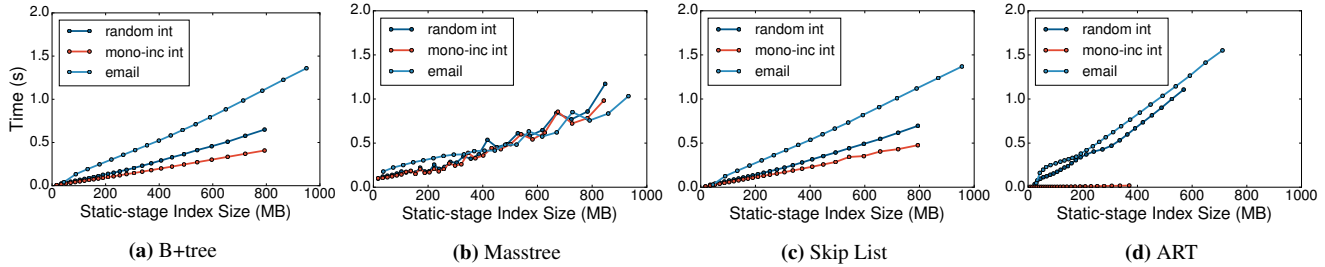 2.0
1.5
1.0
0.5
0.0
Time (s)
random int
mono-inc int
email
0 200 400 600 800 1000
Static-stage Index Size (MB)
(a) B+tree
2.0
1.5
1.0
0.5
0.0
random int
mono-inc int
email
0 200 400 600 800 1000
Static-stage Index Size (MB)
(b) Masstree
2.0
1.5
1.0
0.5
0.0
random int
mono-inc int
email
0 200 400 600 800 1000
Static-stage Index Size (MB)
(c) Skip List
2.0
1.5
1.0
0.5
0.0
random int
mono-inc int
email
0 200 400 600 800 1000
Static-stage Index Size (MB)
(d) ART